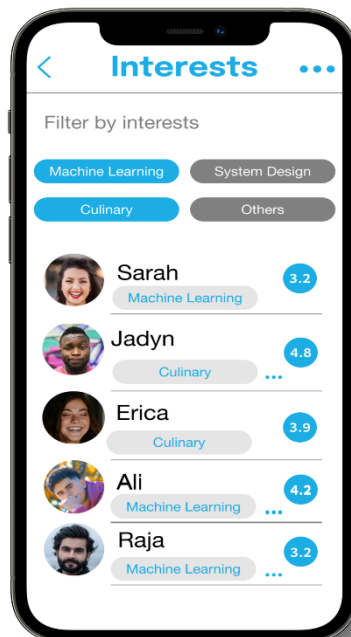 Interests
Filter by interests
Machine Learning System Design
Culinary Others
Sarah
3.2
Machine Learning
Jadyn
4.8
Culinary ...
Erica
3.9
Culinary
Ali
4.2
Machine Learning ...
Raja
3.2
Machine Learning ...